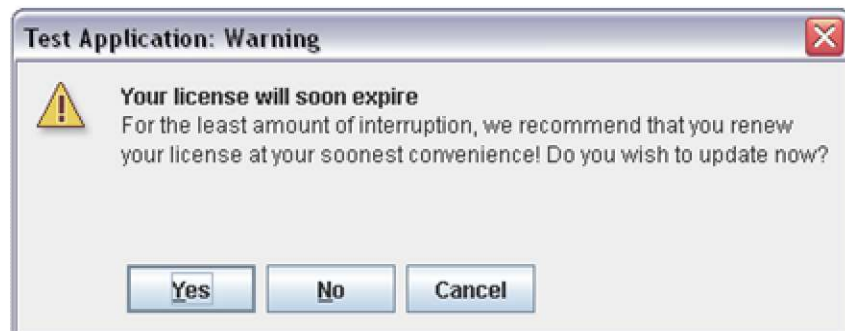 Test Application: Warning
Your license will soon expire
For the least amount of interruption, we recommend that you renew
your license at your soonest convenience! Do you wish to update now?
Yes No Cancel